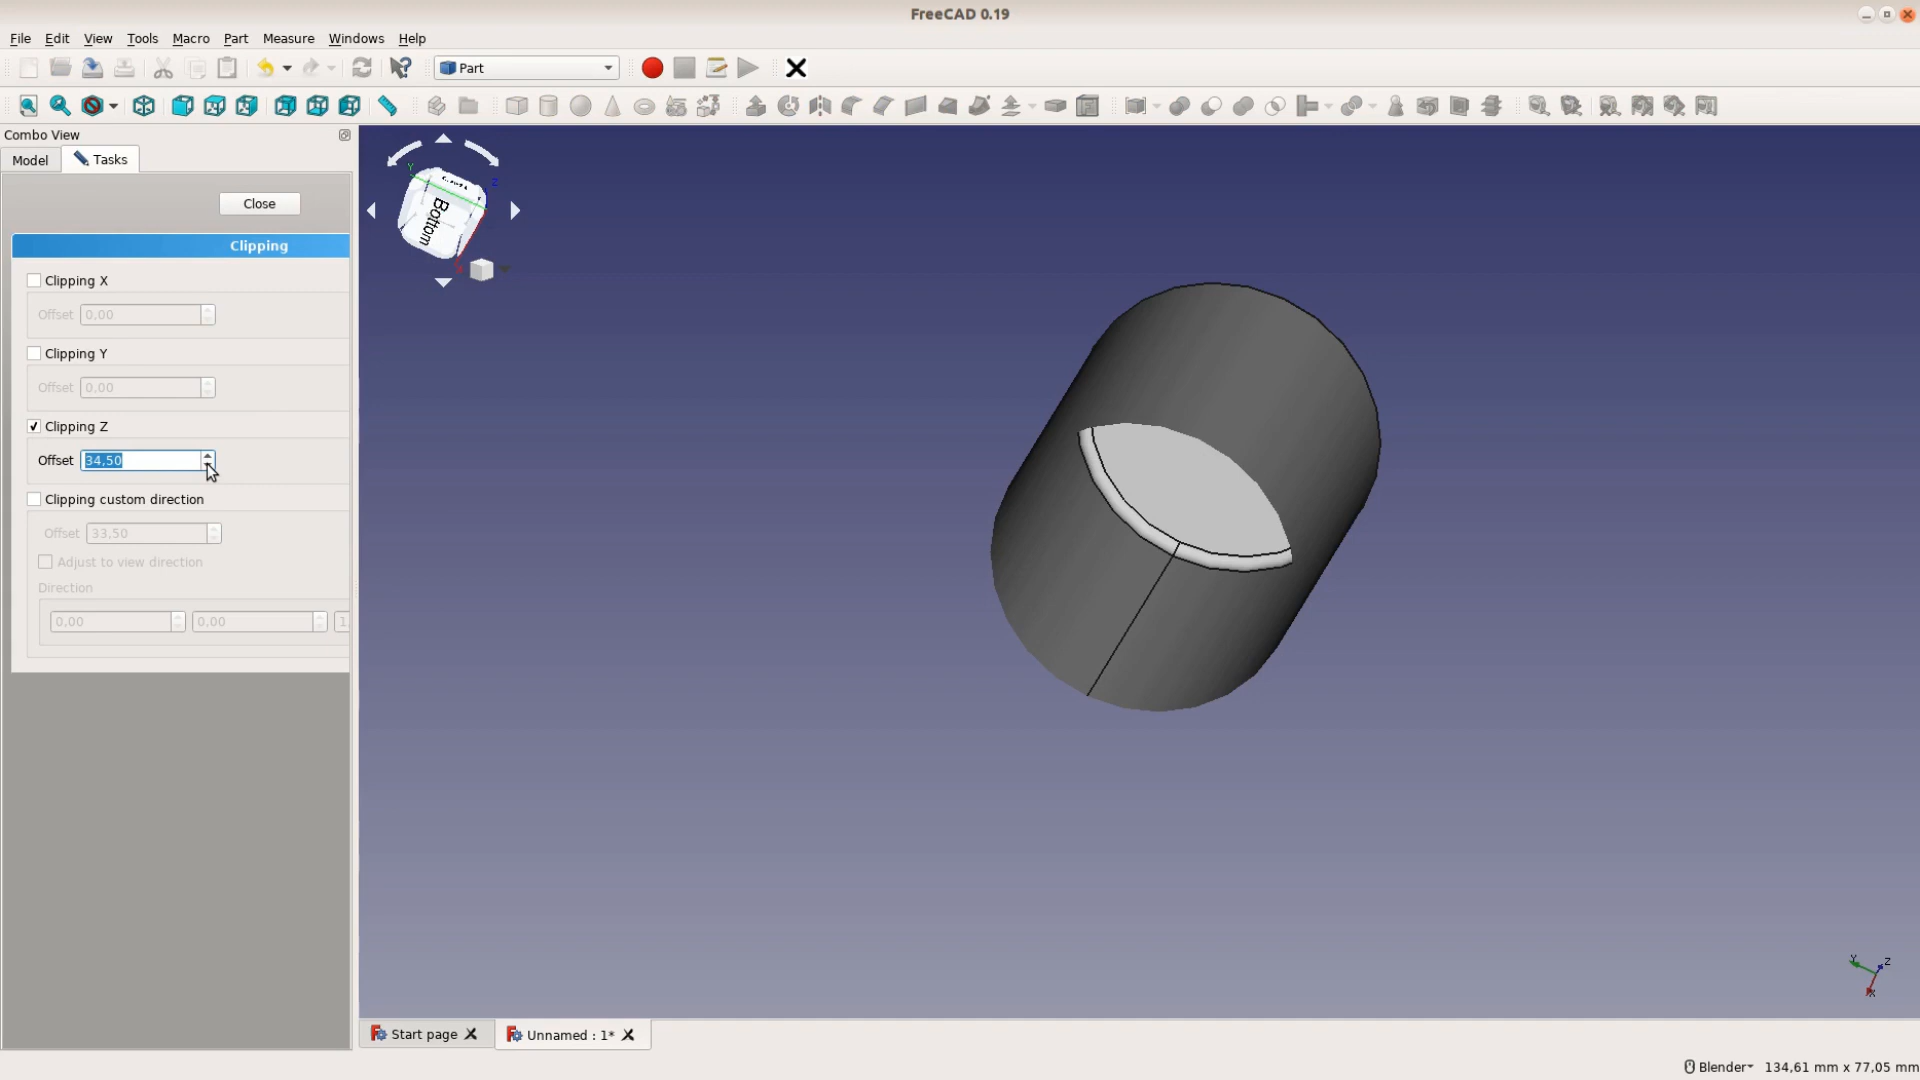 FreeCAD 0.19
File Edit View Tools Macro Part Measure Windows Help
Part
Combo View
Model Tasks
Close
Clipping
Clipping X
Offset 0,00
Clipping Y
Offset 0,00
Clipping Z
Offset 34,50
Clipping custom direction
Offset 33,50
Adjust to view direction
Direction
0,00 0,00 1
Y Z
Bottom
Y Z
X
Start page Unnamed : 1*
Blender 134,61 mm x 77,05 mm